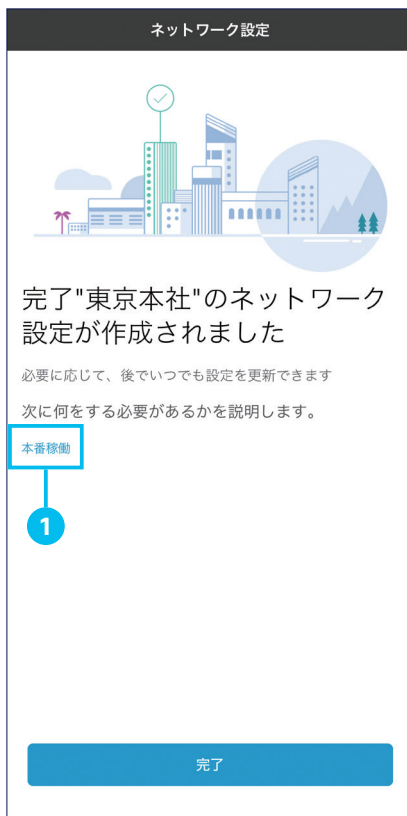 ネットワーク設定
完了"東京本社"のネットワーク
設定が作成されました
必要に応じて、後でいつでも設定を更新できます
次に何をする必要があるかを説明します。
本番稼働
1
完了